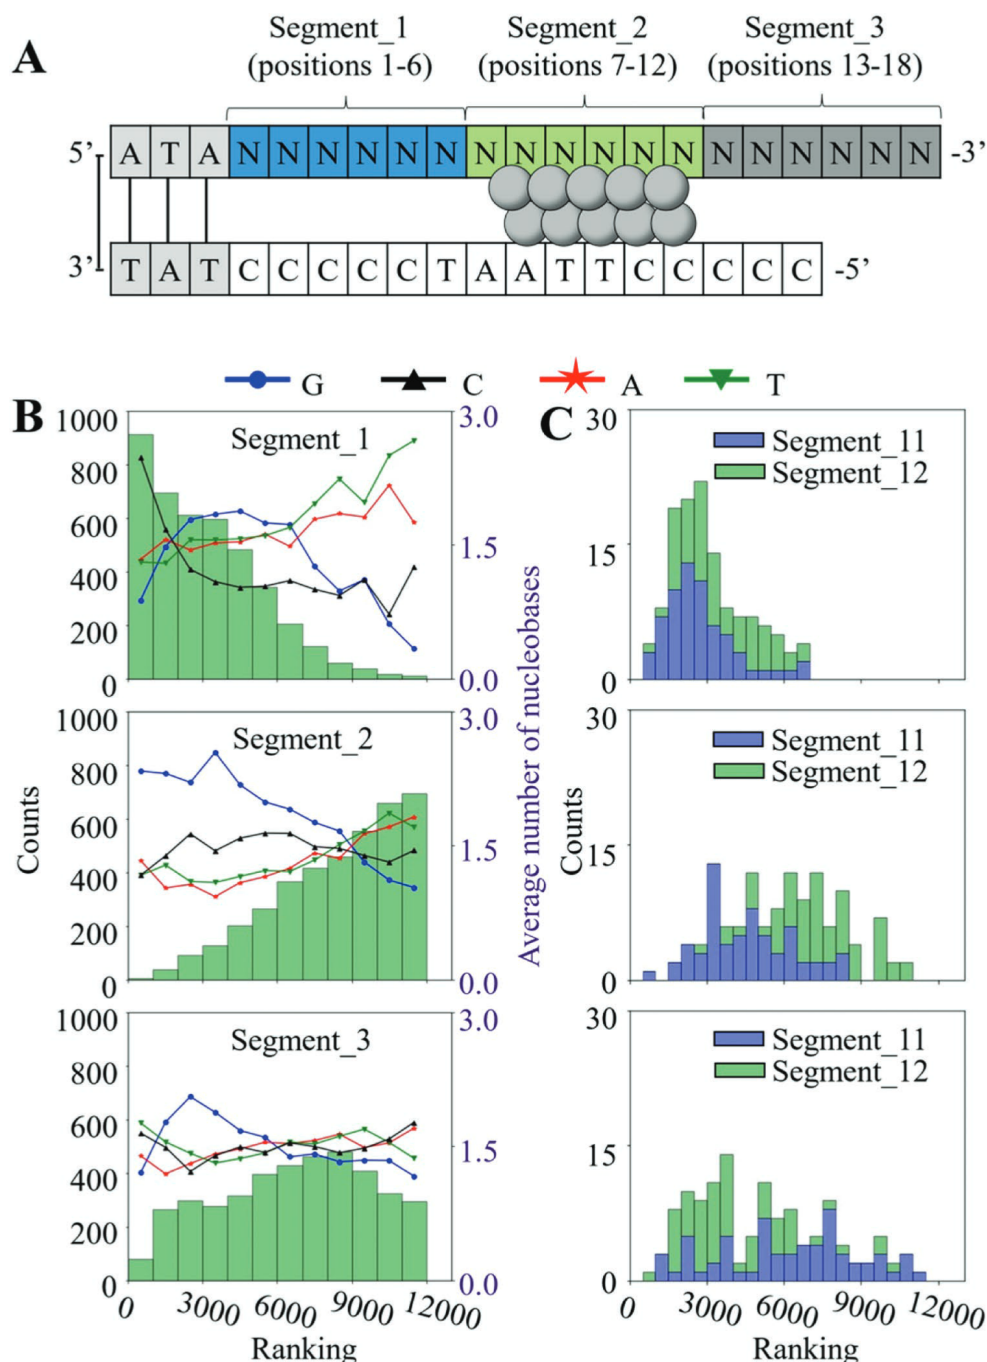 A
Segment_1
(positions 1-6)
Segment_2
(positions 7-12)
Segment_3
(positions 13-18)
5’ A T A N N N N N N N N N N N N N N N N N N -3’
3’ T A T C C C C C T A A T T C C C C C -5’
G C A T
B
Segment_1
1000
800
600
400
200
0
3.0
1.5
0.0
Segment_2
1000
800
600
400
200
0
3.0
1.5
0.0
Segment_3
1000
800
600
400
200
0
3.0
1.5
0.0
Counts
Average number of nucleobases
0 3000 6000 9000 12000
Ranking
C
30
15
0
Segment_11
Segment_12
30
15
0
Segment_11
Segment_12
30
15
0
Segment_11
Segment_12
Counts
0 3000 6000 9000 12000
Ranking